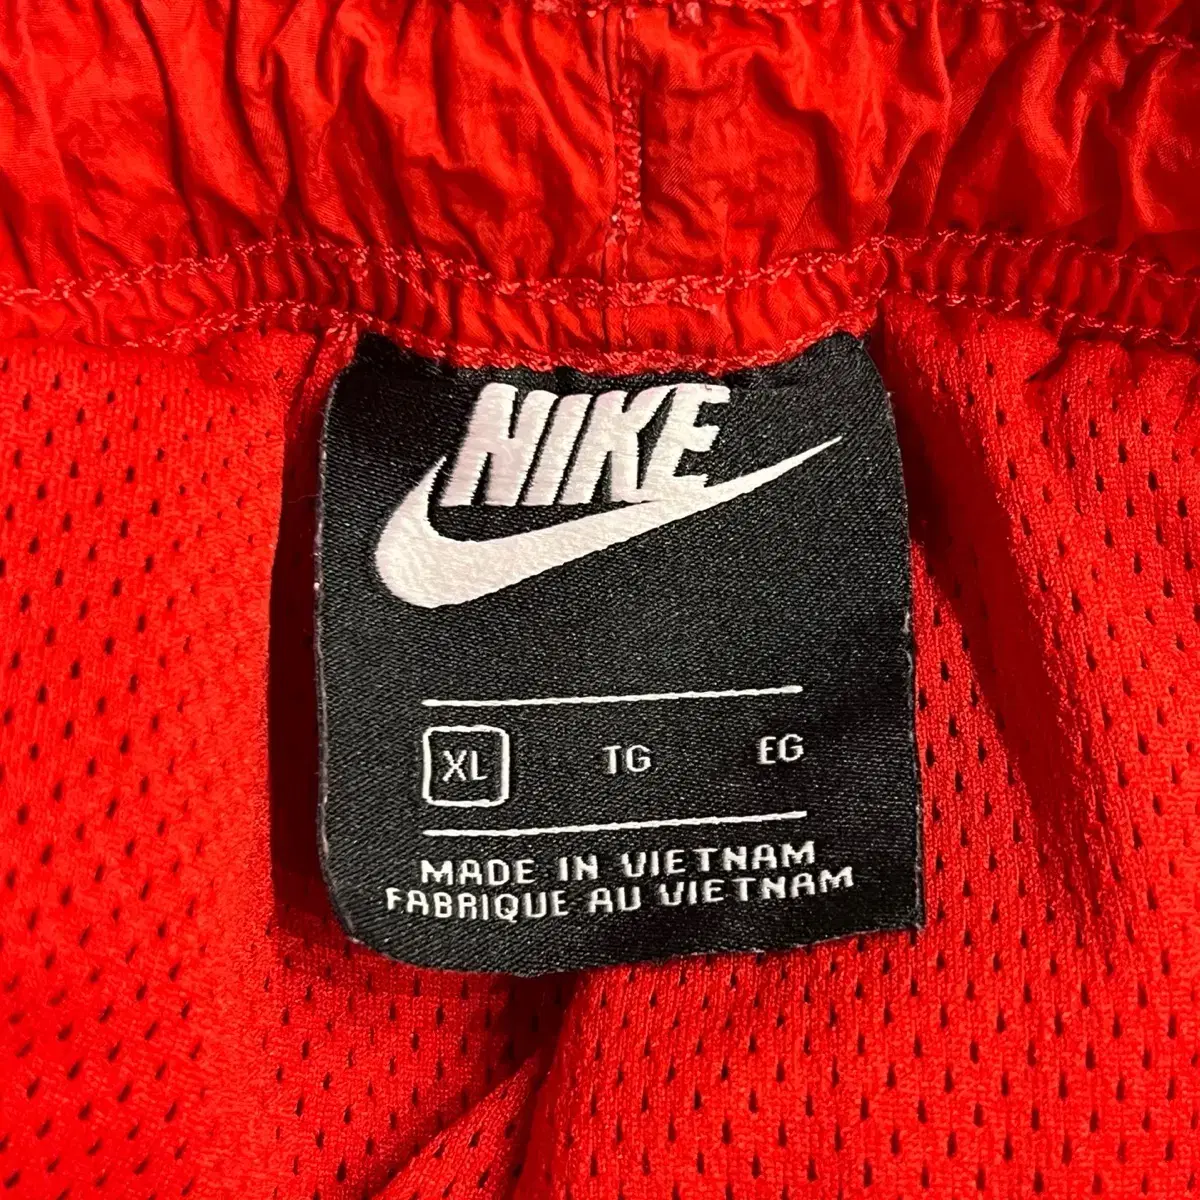 NIKE
XL TG EG
MADE IN VIETNAM
FABRIQUE AU VIETNAM